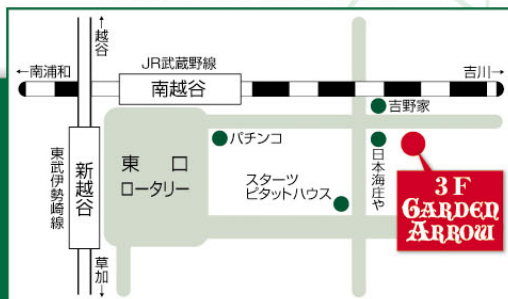 越谷
JR武蔵野線
南浦和
南越谷
吉川
吉野家
パチンコ
東武伊勢崎線
新越谷
東口
ロータリー
日本海庄や
スターツ
ピタットハウス
3F
GARDEN
ARROW
草加